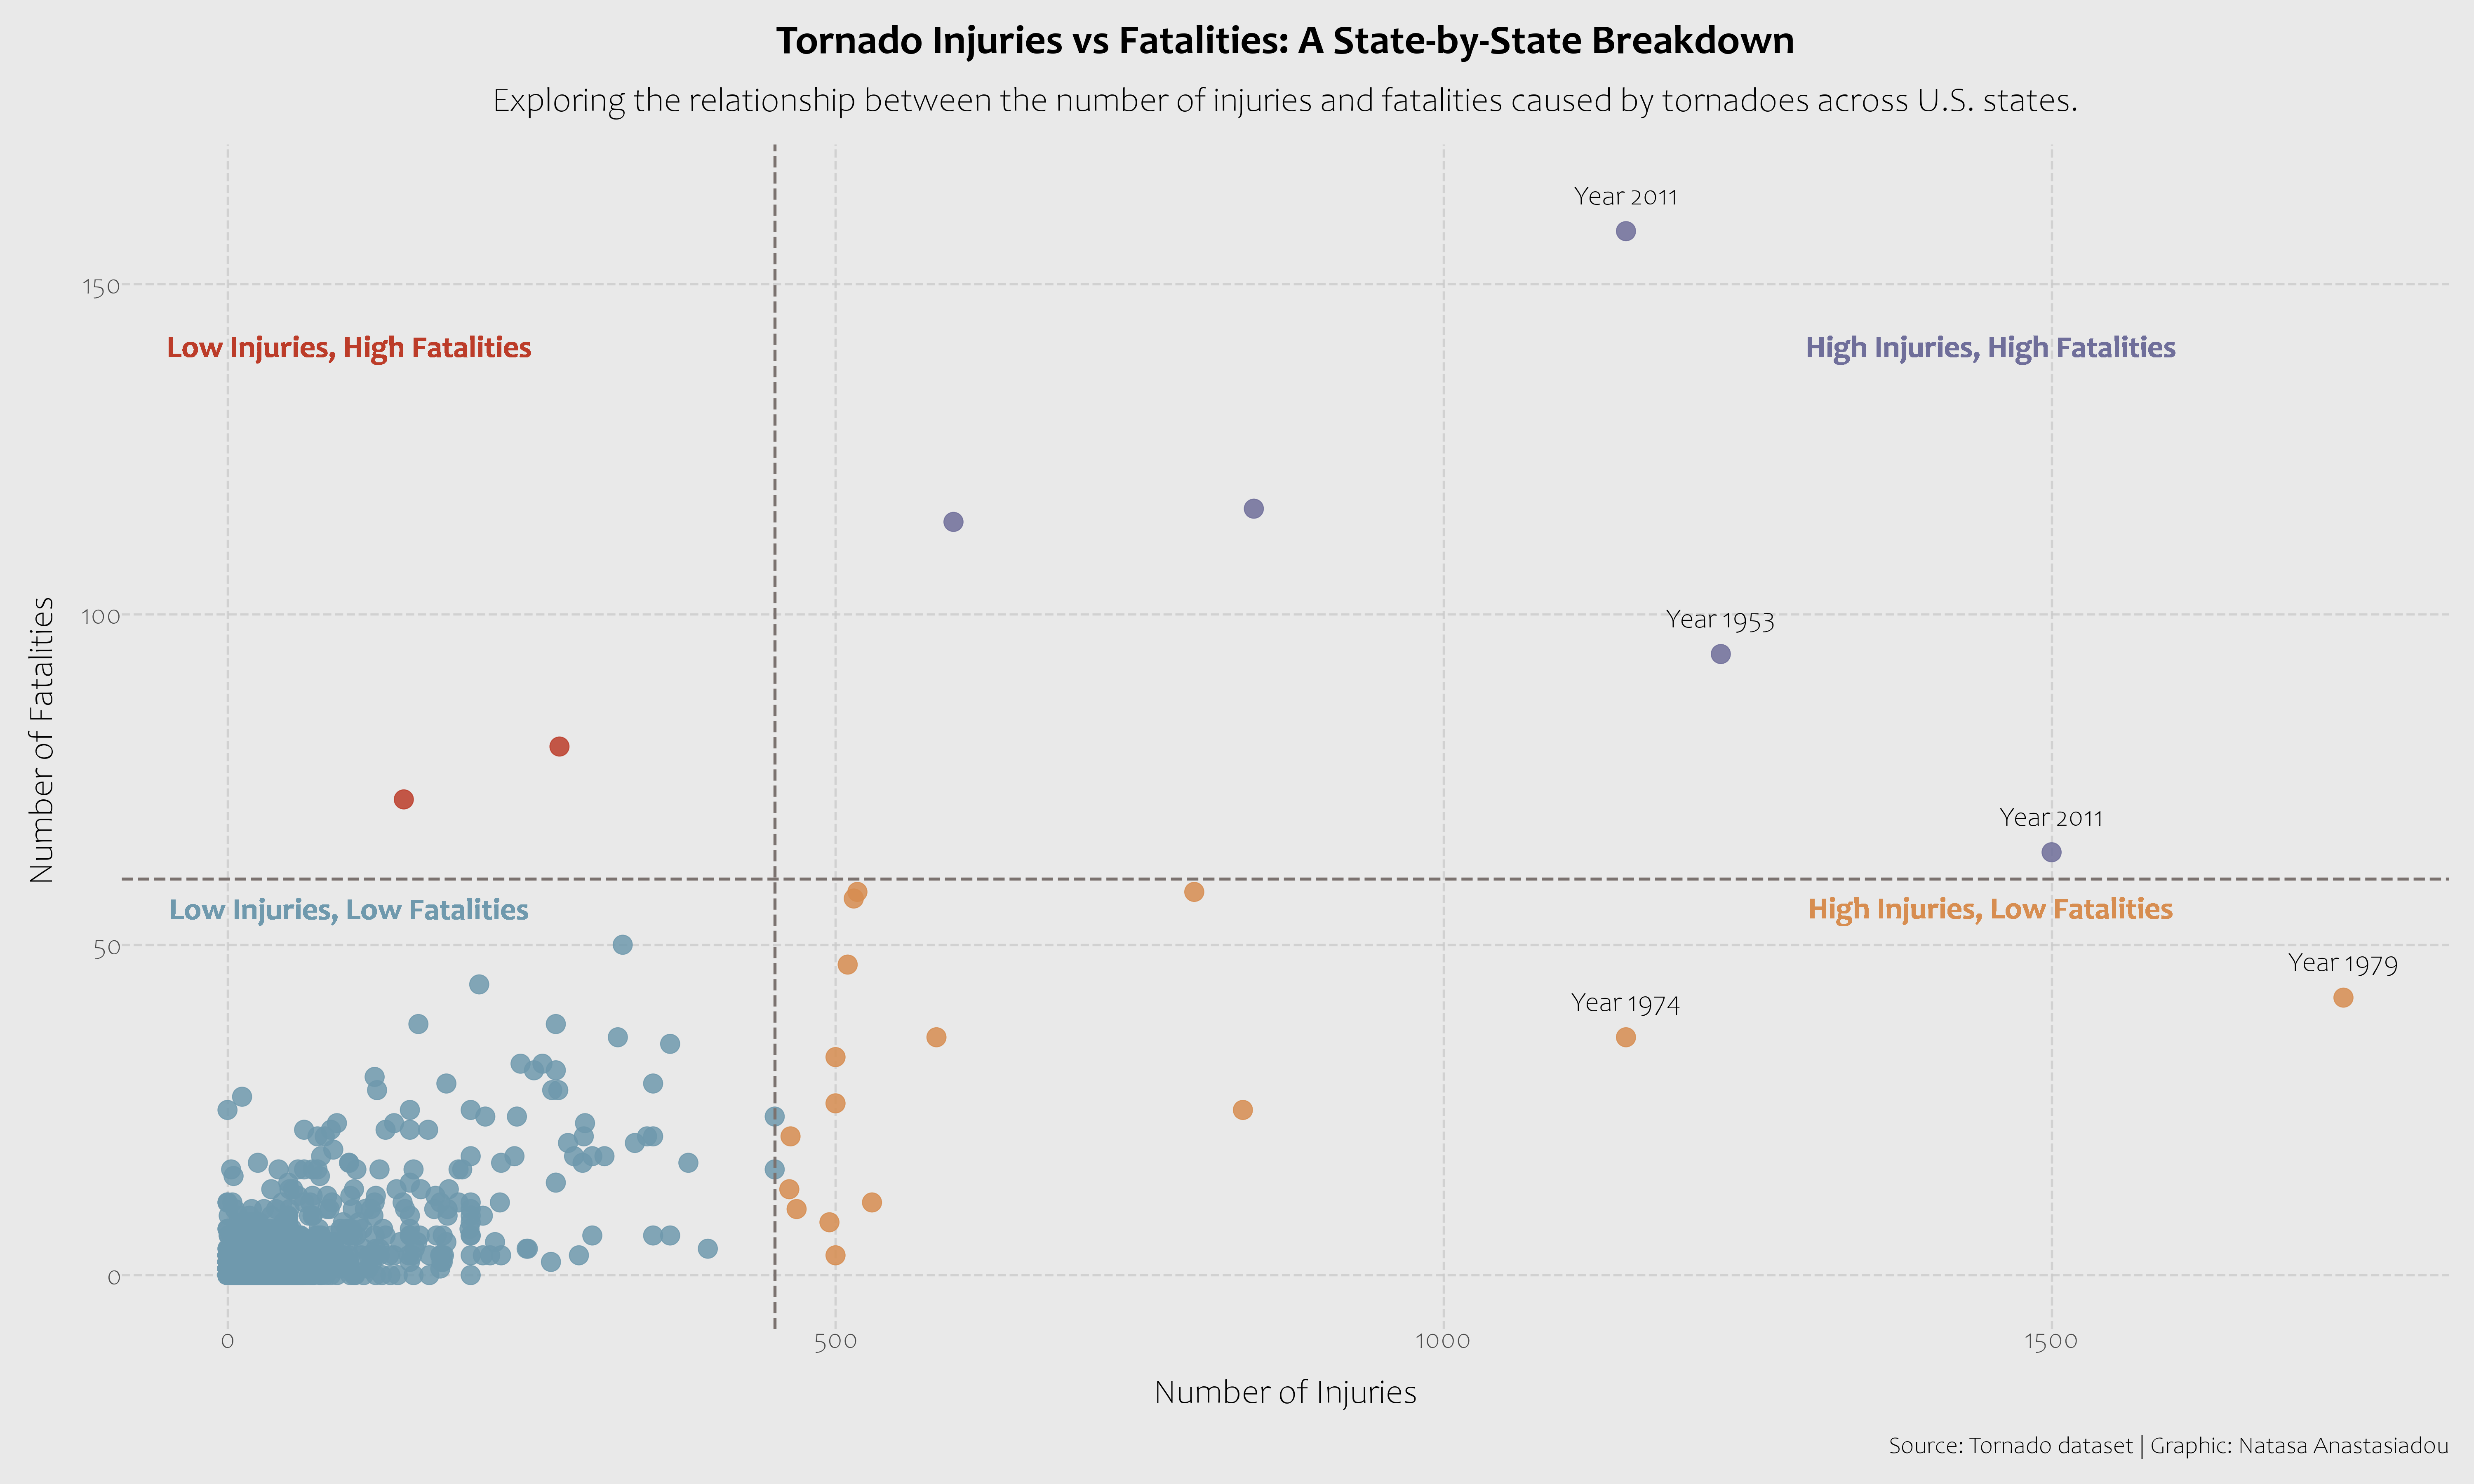 Tornado Injuries vs Fatalities: A State-by-State Breakdown
Exploring the relationship between the number of injuries and fatalities caused by tornadoes across U.S. states.
Year 2011
150
Low Injuries, High Fatalities
High Injuries, High Fatalities
100
Year 1953
Number of Fatalities
Year 2011
Low Injuries, Low Fatalities
High Injuries, Low Fatalities
50
Year 1979
Year 1974
0
0
500
1000
1500
Number of Injuries
Source: Tornado dataset | Graphic: Natasa Anastasiadou